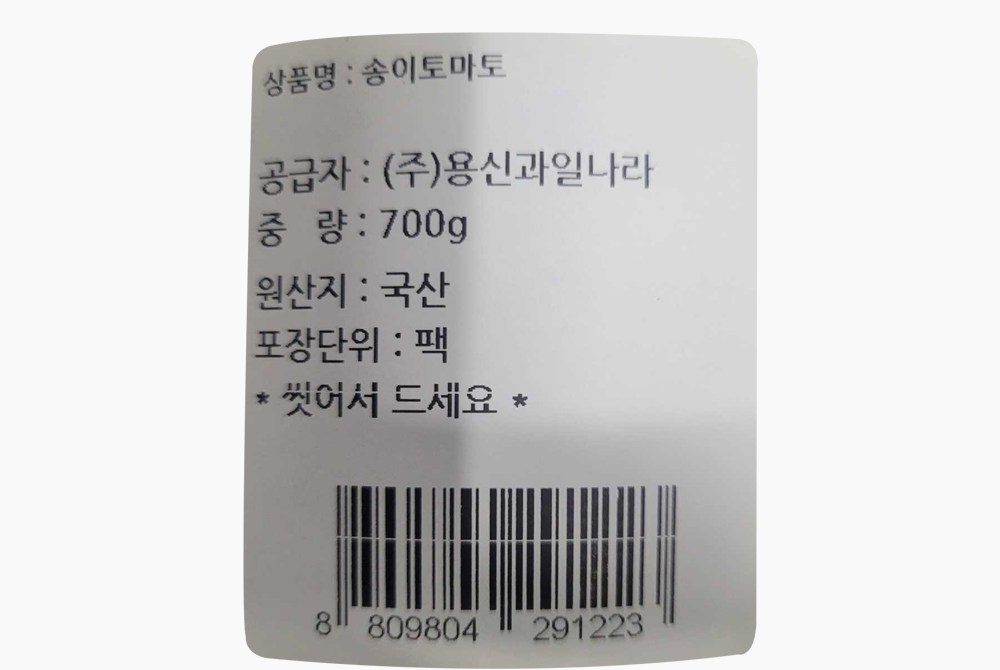 상품명 : 송이토마토
공급자 : (주)용신과일나라
중 량 : 700g
원산지 : 국산
포장단위 : 팩
* 씻어서 드세요 *
8 809804 291223